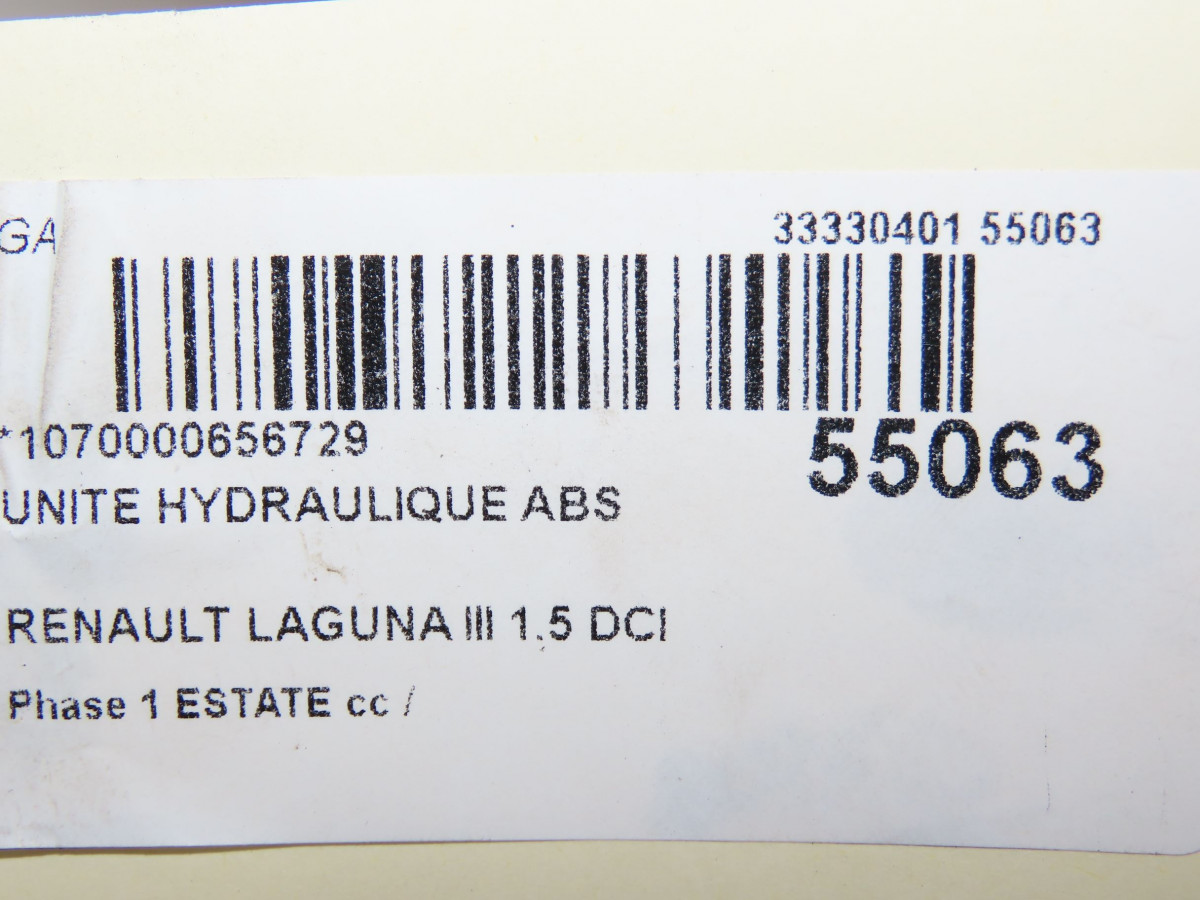 GA
33330401 55063
*1070000656729
55063
UNITE HYDRAULIQUE ABS
RENAULT LAGUNA III 1.5 DCI
Phase 1 ESTATE cc /